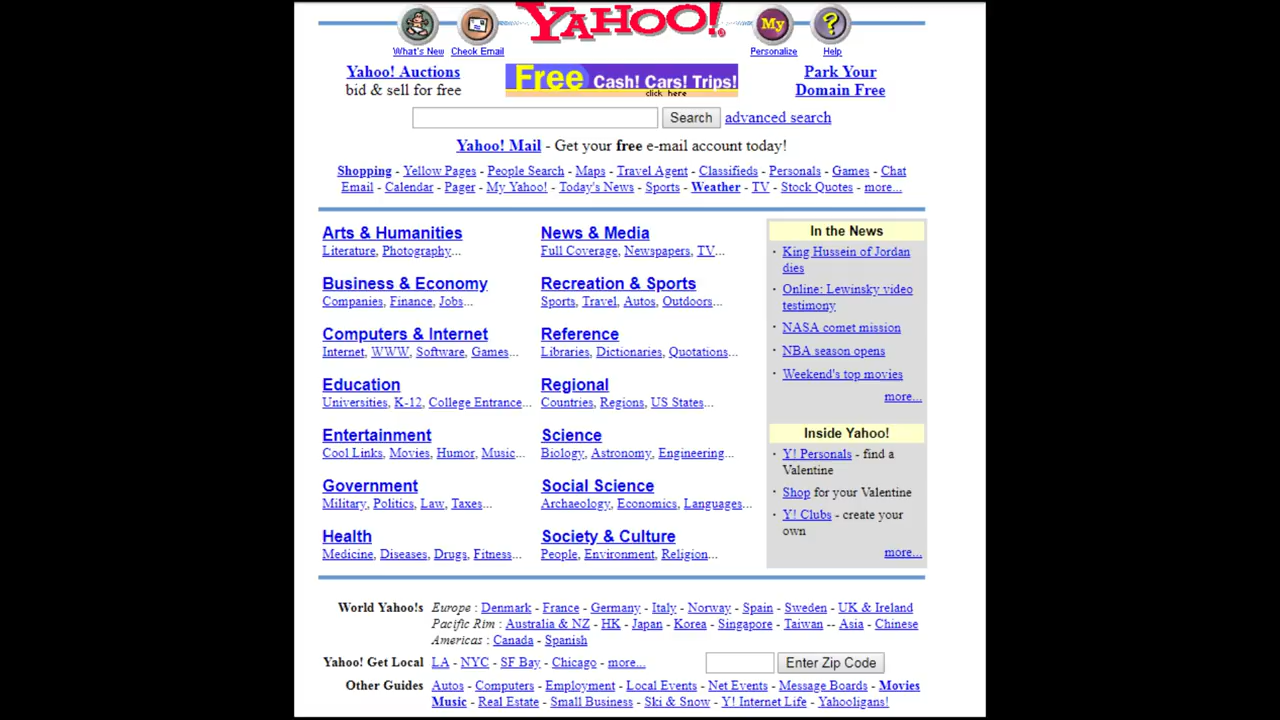 YAHOO!
My
?
What's New
Check Email
Personalize
Help
Yahoo! Auctions
bid & sell for free
Free Cash! Cars! Trips!
click here
Park Your
Domain Free
Search
advanced search
Yahoo! Mail - Get your free e-mail account today!
Shopping - Yellow Pages - People Search - Maps - Travel Agent - Classifieds - Personals - Games - Chat
Email - Calendar - Pager - My Yahoo! - Today's News - Sports - Weather - TV - Stock Quotes - more...
Arts & Humanities
Literature, Photography...
Business & Economy
Companies, Finance, Jobs...
Computers & Internet
Internet, WWW, Software, Games...
Education
Universities, K-12, College Entrance...
Entertainment
Cool Links, Movies, Humor, Music...
Government
Military, Politics, Law, Taxes...
Health
Medicine, Diseases, Drugs, Fitness...
News & Media
Full Coverage, Newspapers, TV...
Recreation & Sports
Sports, Travel, Autos, Outdoors...
Reference
Libraries, Dictionaries, Quotations...
Regional
Countries, Regions, US States...
Science
Biology, Astronomy, Engineering...
Social Science
Archaeology, Economics, Languages...
Society & Culture
People, Environment, Religion...
In the News
· King Hussein of Jordan
dies
· Online: Lewinsky video
testimony
· NASA comet mission
· NBA season opens
· Weekend's top movies
more...
Inside Yahoo!
· Y! Personals - find a
Valentine
· Shop for your Valentine
· Y! Clubs - create your
own
more...
World Yahoo!s Europe : Denmark - France - Germany - Italy - Norway - Spain - Sweden - UK & Ireland
Pacific Rim : Australia & NZ - HK - Japan - Korea - Singapore - Taiwan -- Asia - Chinese
Americas : Canada - Spanish
Yahoo! Get Local LA - NYC - SF Bay - Chicago - more... Enter Zip Code
Other Guides Autos - Computers - Employment - Local Events - Net Events - Message Boards - Movies
Music - Real Estate - Small Business - Ski & Snow - Y! Internet Life - Yahooligans!